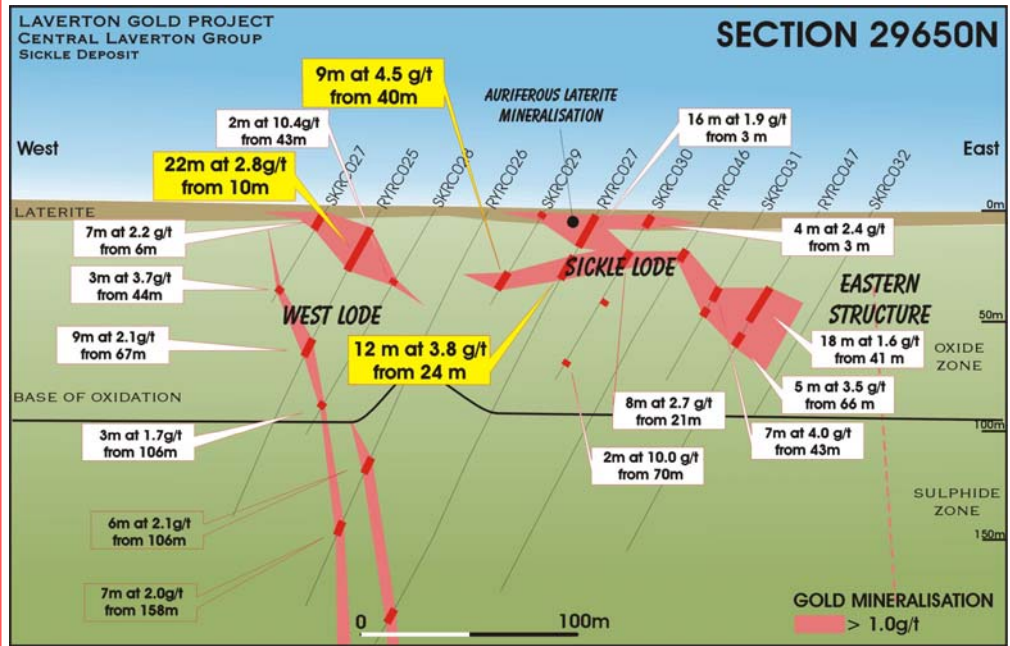 LAVERTON GOLD PROJECT
CENTRAL LAVERTON GROUP
SICKLE DEPOSIT
SECTION 29650N
9m at 4.5 g/t
from 40m
AURIFEROUS LATERITE
MINERALISATION
2m at 10.4g/t
from 43m
16 m at 1.9 g/t
from 3 m
West
East
22m at 2.8g/t
from 10m
SKRC027
RYRC025
SKRC028
RYRC026
SKRC029
RYRC027
SKRC030
RYRC046
SKRC031
RYRC047
SKRC032
LATERITE
0m
7m at 2.2 g/t
from 6m
4 m at 2.4 g/t
from 3 m
SICKLE LODE
3m at 3.7g/t
from 44m
EASTERN
STRUCTURE
WEST LODE
50m
9m at 2.1g/t
from 67m
12 m at 3.8 g/t
from 24 m
18 m at 1.6 g/t
from 41 m
OXIDE
ZONE
5 m at 3.5 g/t
from 66 m
BASE OF OXIDATION
8m at 2.7 g/t
from 21m
100m
3m at 1.7g/t
from 106m
7m at 4.0 g/t
from 43m
2m at 10.0 g/t
from 70m
SULPHIDE
ZONE
6m at 2.1g/t
from 106m
150m
7m at 2.0g/t
from 158m
GOLD MINERALISATION
> 1.0g/t
0 100m